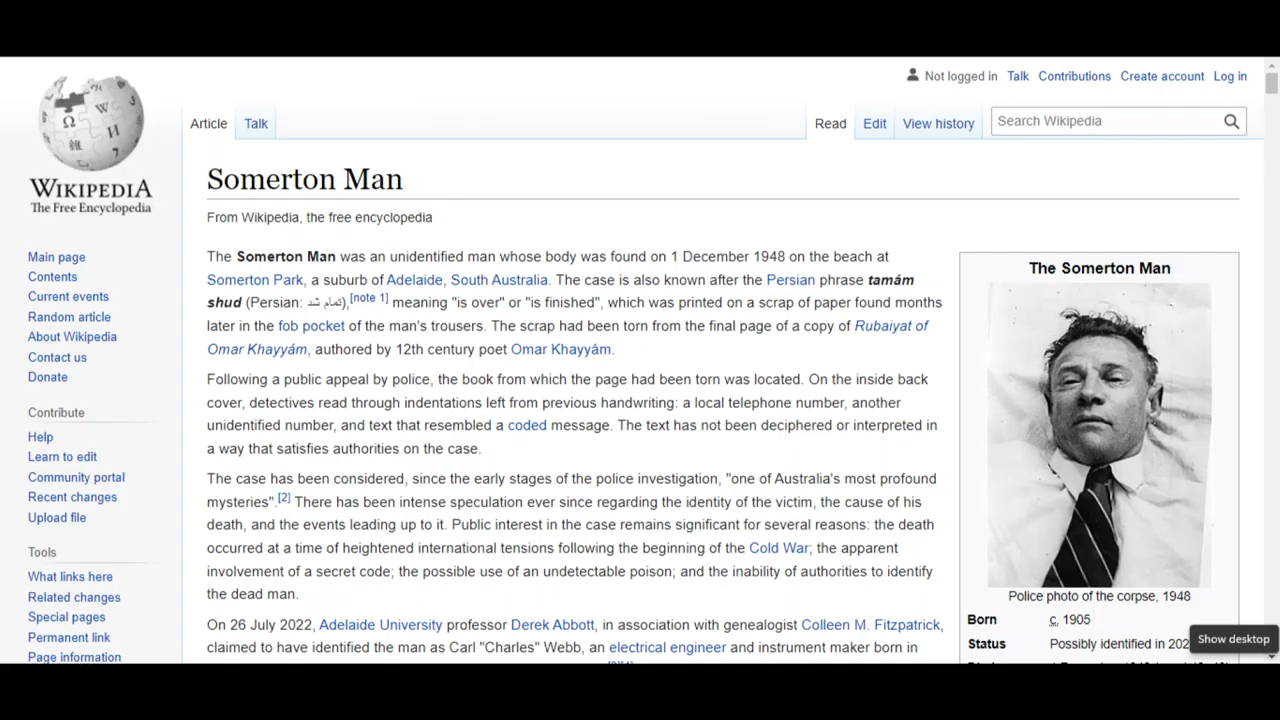 Not logged in Talk Contributions Create account Log in
Article Talk Read Edit View history Search Wikipedia
WIKIPEDIA
The Free Encyclopedia
Main page
Contents
Current events
Random article
About Wikipedia
Contact us
Donate
Contribute
Help
Learn to edit
Community portal
Recent changes
Upload file
Tools
What links here
Related changes
Special pages
Permanent link
Page information
Somerton Man
From Wikipedia, the free encyclopedia
The Somerton Man was an unidentified man whose body was found on 1 December 1948 on the beach at
Somerton Park, a suburb of Adelaide, South Australia. The case is also known after the Persian phrase tamám
shud (Persian: تمام شد),[note 1] meaning "is over" or "is finished", which was printed on a scrap of paper found months
later in the fob pocket of the man's trousers. The scrap had been torn from the final page of a copy of Rubaiyat of
Omar Khayyám, authored by 12th century poet Omar Khayyám.
Following a public appeal by police, the book from which the page had been torn was located. On the inside back
cover, detectives read through indentations left from previous handwriting: a local telephone number, another
unidentified number, and text that resembled a coded message. The text has not been deciphered or interpreted in
a way that satisfies authorities on the case.
The case has been considered, since the early stages of the police investigation, "one of Australia's most profound
mysteries".[2] There has been intense speculation ever since regarding the identity of the victim, the cause of his
death, and the events leading up to it. Public interest in the case remains significant for several reasons: the death
occurred at a time of heightened international tensions following the beginning of the Cold War; the apparent
involvement of a secret code; the possible use of an undetectable poison; and the inability of authorities to identify
the dead man.
On 26 July 2022, Adelaide University professor Derek Abbott, in association with genealogist Colleen M. Fitzpatrick,
claimed to have identified the man as Carl "Charles" Webb, an electrical engineer and instrument maker born in
The Somerton Man
Police photo of the corpse, 1948
Born c. 1905
Status Possibly identified in 202
Show desktop